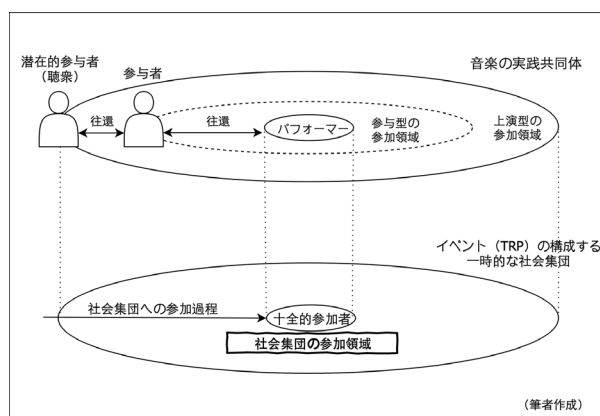 潜在的参与者
（聴衆）
参与者
音楽の実践共同体
往還
往還
パフォーマー
参与型の
参加領域
上演型の
参加領域
イベント（TRP）の構成する
一時的な社会集団
社会集団への参加過程
十全的参加者
社会集団の参加領域
（筆者作成）